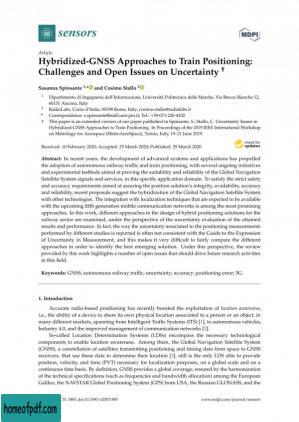 sensors
MDPI
Article
Hybridized-GNSS Approaches to Train Positioning:
Challenges and Open Issues on Uncertainty †
Susanna Spinsante 1,* and Cosimo Stallo 2
1 Dipartimento di Ingegneria dell'Informazione, Università Politecnica delle Marche, Via Brecce Bianche 12,
60131 Ancona, Italy
2 RadioLabs, Corso d'Italia, 00198 Rome, Italy;
* Correspondence: Tel.: +39-071-220-4102
† This paper is an extended version of our paper published in Spinsante, S.; Stallo, C. Uncertainty Issues in
Hybridized-GNSS Approaches to Train Positioning. In Proceedings of the 2019 IEEE International Workshop
on Metrology for Aerospace (MetroAeroSpace), Torino, Italy, 19–21 June 2019.
Received: 10 February 2020; Accepted: 25 March 2020; Published: 29 March 2020
check for
updates
Abstract: In recent years, the development of advanced systems and applications has propelled
the adoption of autonomous railway traffic and train positioning, with several ongoing initiatives
and experimental testbeds aimed at proving the suitability and reliability of the Global Navigation
Satellite System signals and services, in this specific application domain. To satisfy the strict safety
and accuracy requirements aimed at assuring the position solution's integrity, availability, accuracy
and reliability, recent proposals suggest the hybridization of the Global Navigation Satellite System
with other technologies. The integration with localization techniques that are expected to be available
with the upcoming fifth generation mobile communication networks is among the most promising
approaches. In this work, different approaches to the design of hybrid positioning solutions for the
railway sector are examined, under the perspective of the uncertainty evaluation of the attained
results and performance. In fact, the way the uncertainty associated to the positioning measurements
performed by different studies is reported is often not consistent with the Guide to the Expression
of Uncertainty in Measurement, and this makes it very difficult to fairly compare the different
approaches in order to identify the best emerging solution. Under this perspective, the review
provided by this work highlights a number of open issues that should drive future research activities
in this field.
Keywords: GNSS; autonomous railway traffic; uncertainty; accuracy; positioning error; 5G
1. Introduction
Accurate radio-based positioning has recently boosted the exploitation of location awareness,
i.e., the ability of a device to share its own physical location associated to a person or an object, in
many different markets, spanning from Intelligent Traffic Systems (ITS) [1], to autonomous vehicles,
Industry 4.0, and the improved management of communication networks [2].
So-called Location Determination Systems (LDSs) encompass the necessary technological
components to enable location awareness. Among them, the Global Navigation Satellite System
(GNSS), a constellation of satellites transmitting positioning and timing data from space to GNSS
receivers, that use these data to determine their location [3], still is the only LDS able to provide
position, velocity, and time (PVT) necessary for localization purposes, on a global scale and on a
continuous time basis. By definition, GNSS provides a global coverage, ensured by the harmonization
of the technical specifications (such as frequencies and bandwidth allocation) among the European
Galileo, the NAVSTAR Global Positioning System (GPS) from USA, the Russian GLONASS, and the
homeofpdf.com
www.mdpi.com/journal/sensors